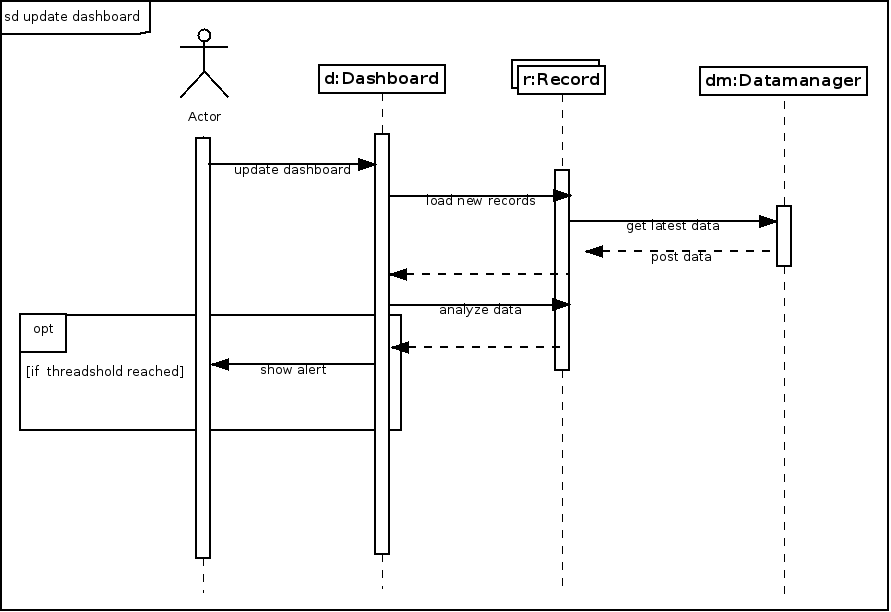 sd update dashboard
Actor
d:Dashboard
r:Record
dm:Datamanager
update dashboard
load new records
get latest data
post data
analyze data
opt
[if  threadshold reached]
show alert